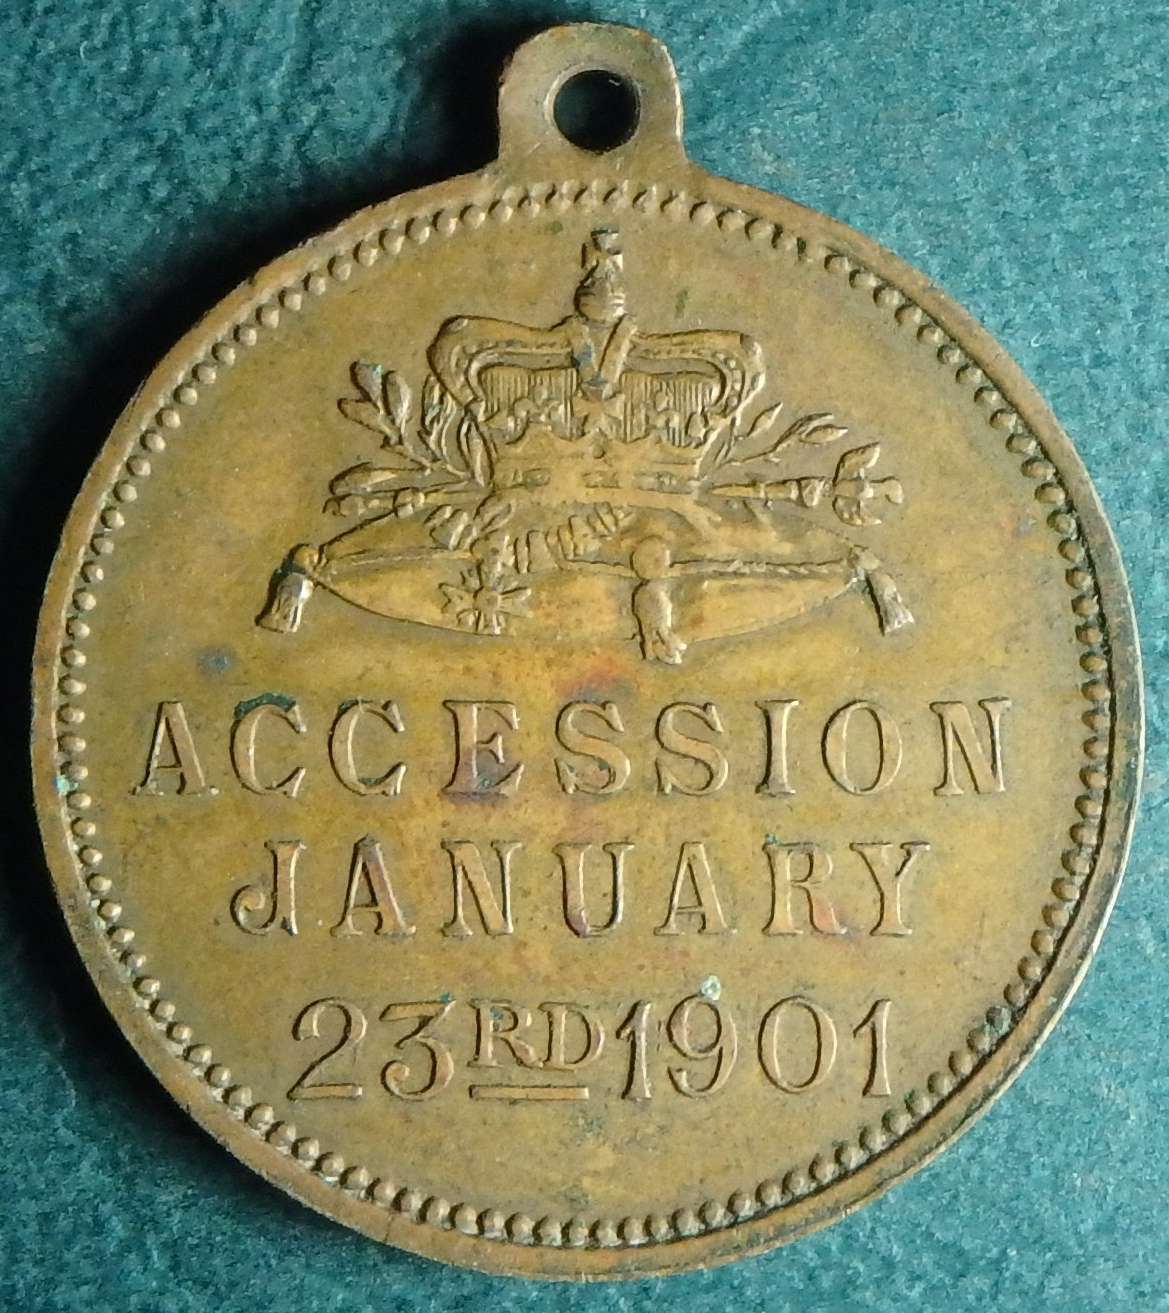 ACCESSION
JANUARY
23RD 1901